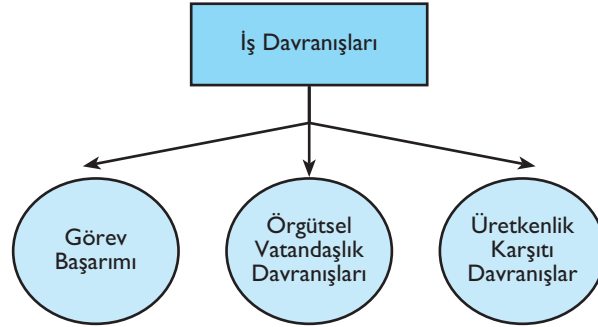 İş Davranışları
Görev
Başarımı
Örgütsel
Vatandaşlık
Davranışları
Üretkenlik
Karşıtı
Davranışlar